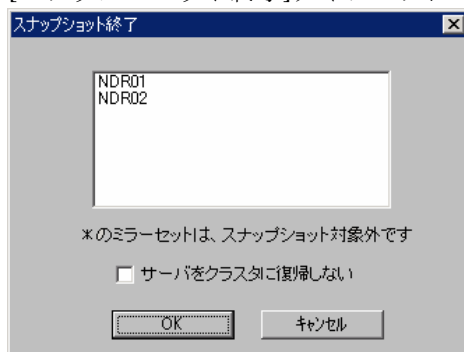 スナップショット終了
NDR01
NDR02
*のミラーセットは、スナップショット対象外です
サーバをクラスタに復帰しない
OK
キャンセル